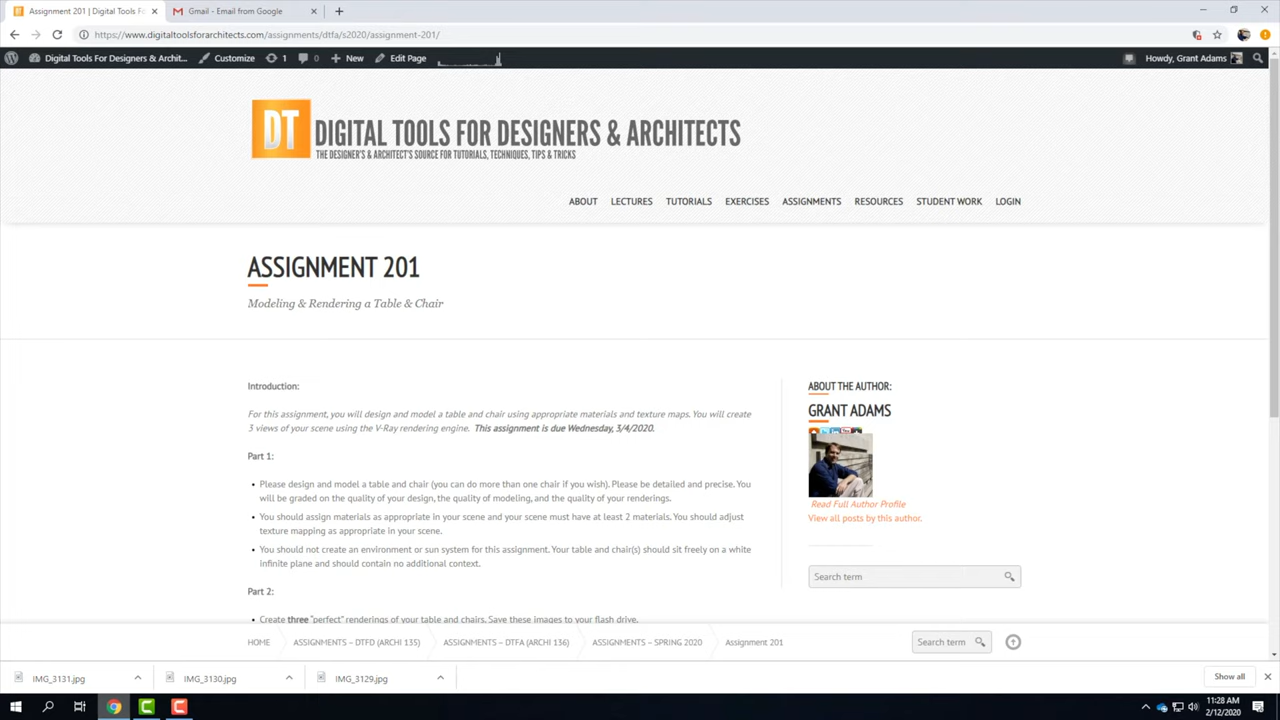 Assignment 201 | Digital Tools Fo
Gmail - Email from Google
https://www.digitaltoolsforarchitects.com/assignments/dtfa/s2020/assignment-201/
Digital Tools For Designers & Archit... Customize 1 0 New Edit Page Howdy, Grant Adams
DT DIGITAL TOOLS FOR DESIGNERS & ARCHITECTS
THE DESIGNER'S & ARCHITECT'S SOURCE FOR TUTORIALS, TECHNIQUES, TIPS & TRICKS
ABOUT LECTURES TUTORIALS EXERCISES ASSIGNMENTS RESOURCES STUDENT WORK LOGIN
ASSIGNMENT 201
Modeling & Rendering a Table & Chair
Introduction:
For this assignment, you will design and model a table and chair using appropriate materials and texture maps. You will create
3 views of your scene using the V-Ray rendering engine. This assignment is due Wednesday, 3/4/2020.
Part 1:
• Please design and model a table and chair (you can do more than one chair if you wish). Please be detailed and precise. You
will be graded on the quality of your design, the quality of modeling, and the quality of your renderings.
• You should assign materials as appropriate in your scene and your scene must have at least 2 materials. You should adjust
texture mapping as appropriate in your scene.
• You should not create an environment or sun system for this assignment. Your table and chair(s) should sit freely on a white
infinite plane and should contain no additional context.
Part 2:
• Create three "perfect" renderings of your table and chairs. Save these images to your flash drive.
ABOUT THE AUTHOR:
GRANT ADAMS
Read Full Author Profile
View all posts by this author.
Search term
HOME ASSIGNMENTS – DTFD (ARCHI 135) ASSIGNMENTS – DTFA (ARCHI 136) ASSIGNMENTS – SPRING 2020 Assignment 201 Search term
IMG_3131.jpg IMG_3130.jpg IMG_3129.jpg Show all
11:28 AM
2/12/2020